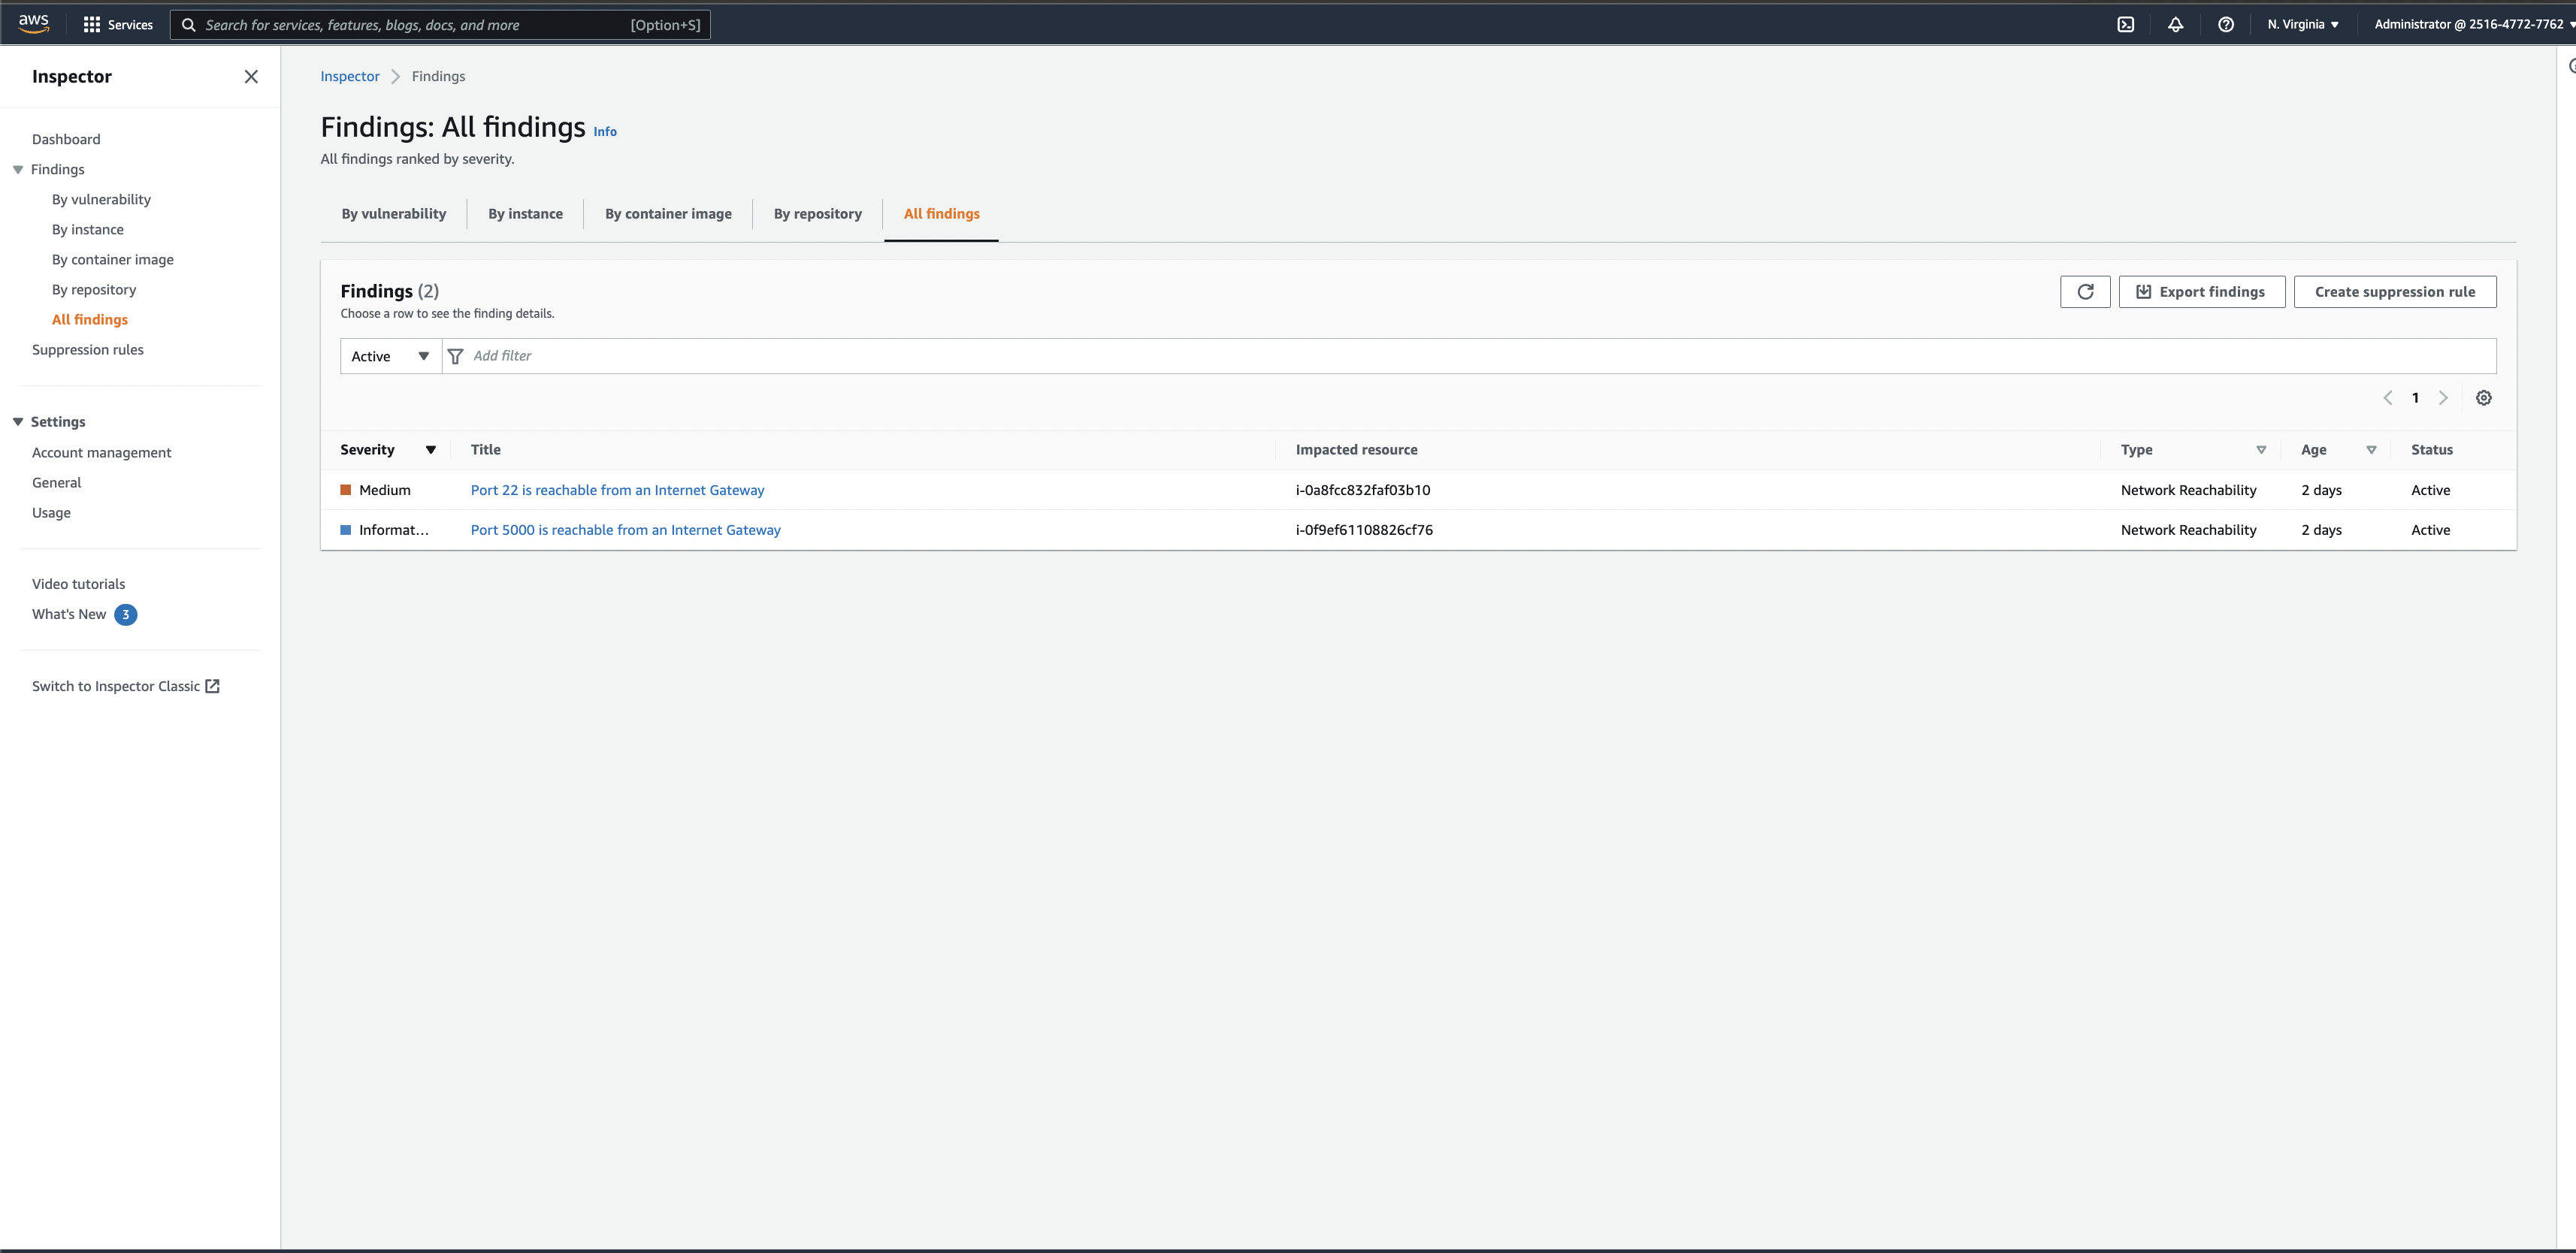 aws Services Search for services, features, blogs, docs, and more [Option+S] N. Virginia Administrator @ 2516-4772-7762
Inspector
Dashboard
Findings
By vulnerability
By instance
By container image
By repository
All findings
Suppression rules
Settings
Account management
General
Usage
Video tutorials
What's New 3
Switch to Inspector Classic
Inspector Findings
Findings: All findings Info
All findings ranked by severity.
By vulnerability By instance By container image By repository All findings
Findings (2) Export findings Create suppression rule
Choose a row to see the finding details.
Active Add filter
1
Severity Title Impacted resource Type Age Status
Medium Port 22 is reachable from an Internet Gateway i-0a8fcc832faf03b10 Network Reachability 2 days Active
Informat... Port 5000 is reachable from an Internet Gateway i-0f9ef61108826cf76 Network Reachability 2 days Active